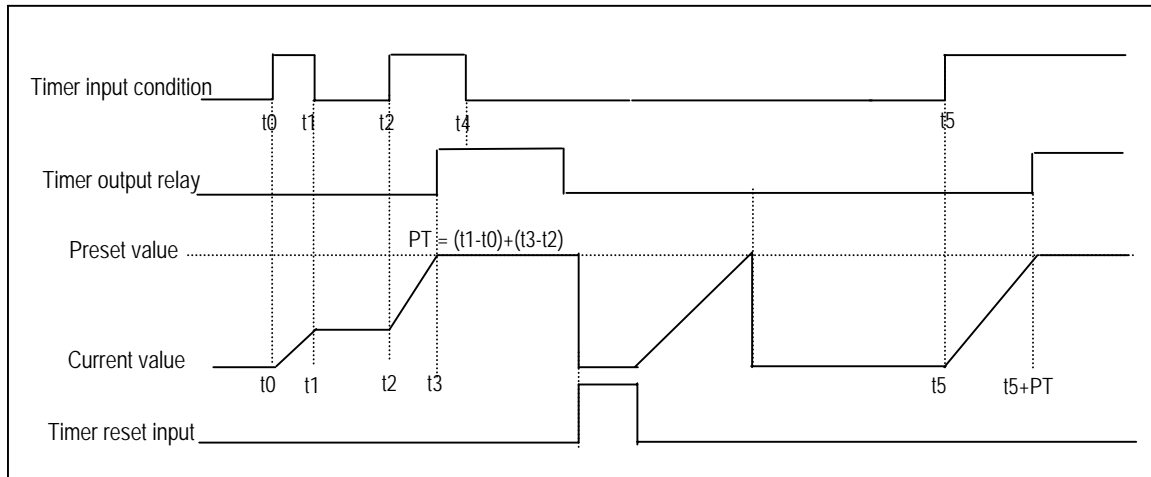 Timer input condition
t0 t1 t2 t4 t5
Timer output relay
PT = (t1-t0)+(t3-t2)
Preset value
Current value
t0 t1 t2 t3 t5 t5+PT
Timer reset input